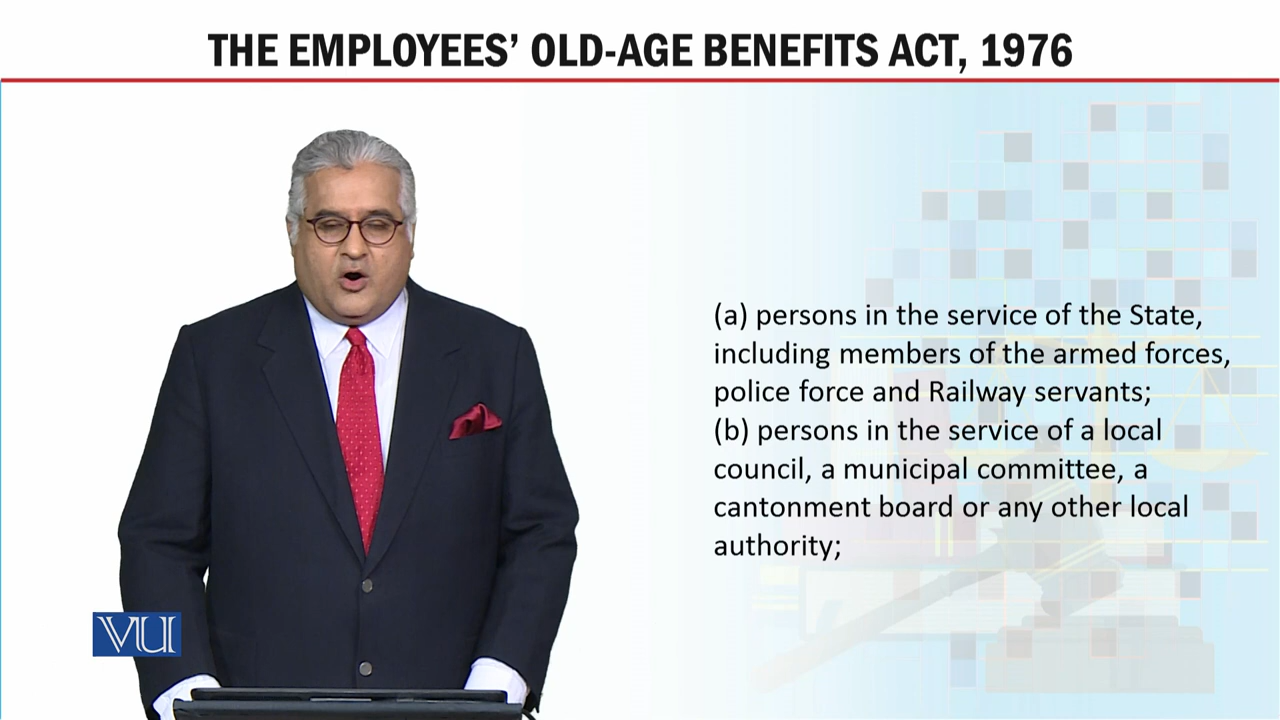 THE EMPLOYEES’ OLD-AGE BENEFITS ACT, 1976
(a) persons in the service of the State,
including members of the armed forces,
police force and Railway servants;
(b) persons in the service of a local
council, a municipal committee, a
cantonment board or any other local
authority;
VU